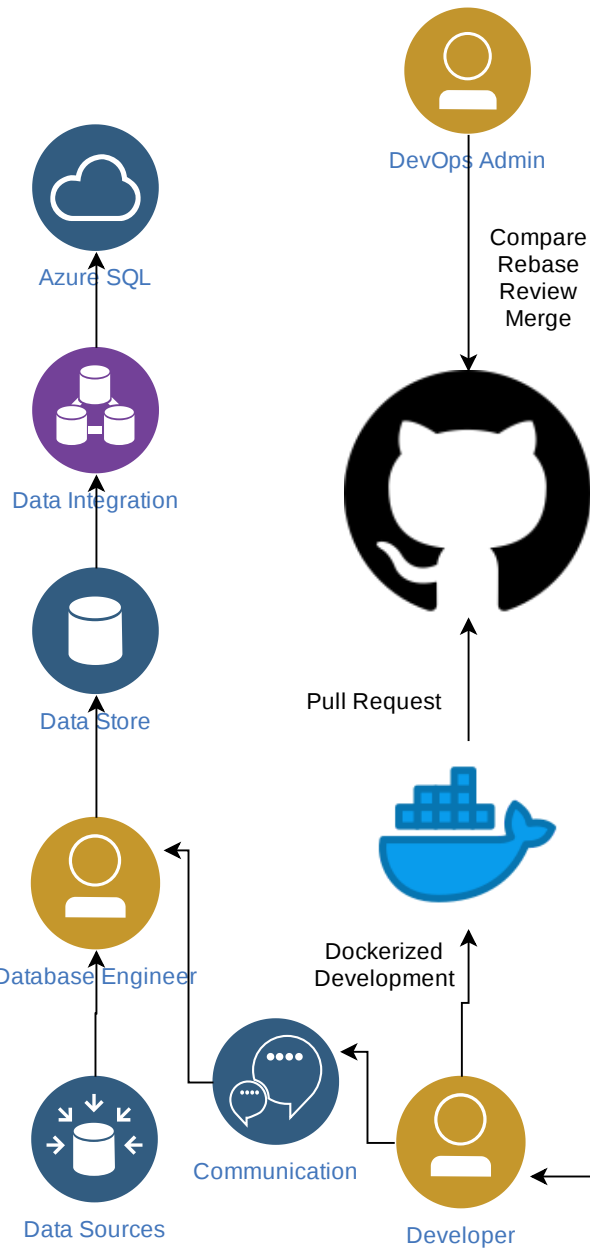 DevOps Admin
Azure SQL
Compare
Rebase
Review
Merge
Data Integration
Pull Request
Data Store
Dockerized
Development
Database Engineer
Communication
Data Sources
Developer